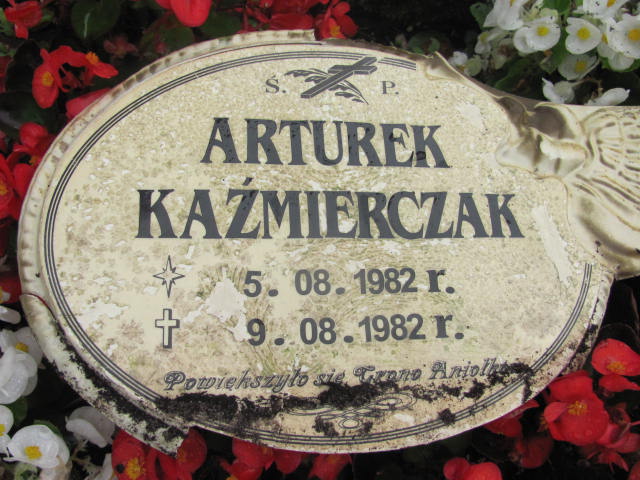 Ś. P.
ARTUREK
KAŹMIERCZAK
5. 08. 1982 r.
9. 08. 1982 r.
Powiększyło się Grono Aniołków